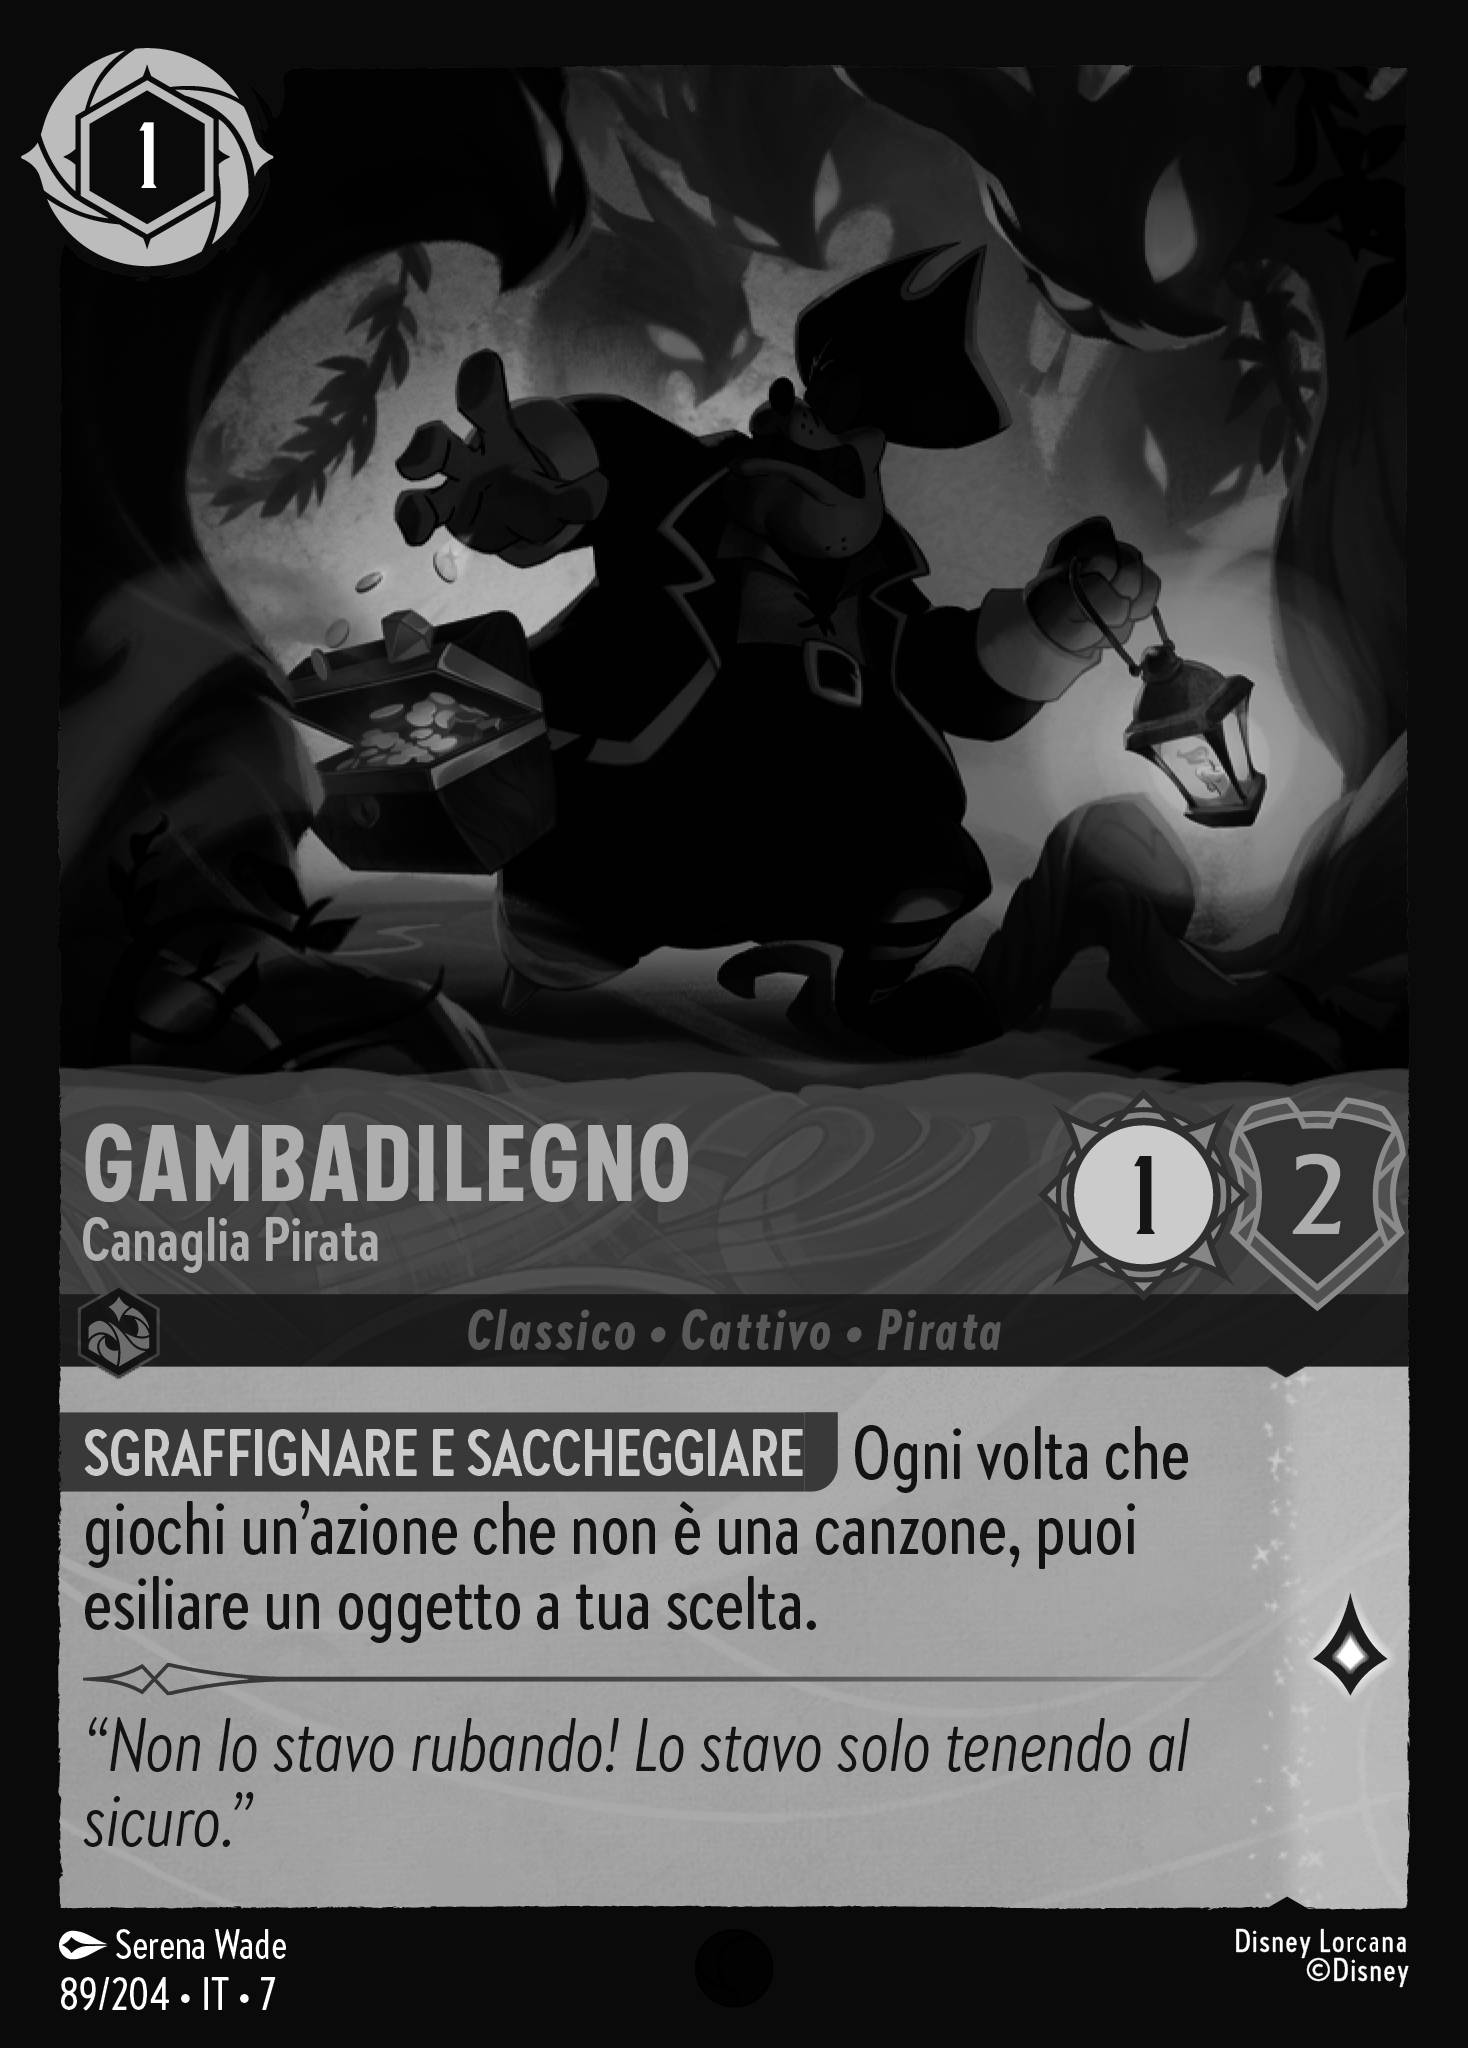 1
GAMBADILEGNO
Canaglia Pirata
1
2
Classico • Cattivo • Pirata
SGRAFFIGNARE E SACCHEGGIARE Ogni volta che
giochi un’azione che non è una canzone, puoi
esiliare un oggetto a tua scelta.
“Non lo stavo rubando! Lo stavo solo tenendo al
sicuro.”
Serena Wade
89/204 • IT • 7
Disney Lorcana
©Disney